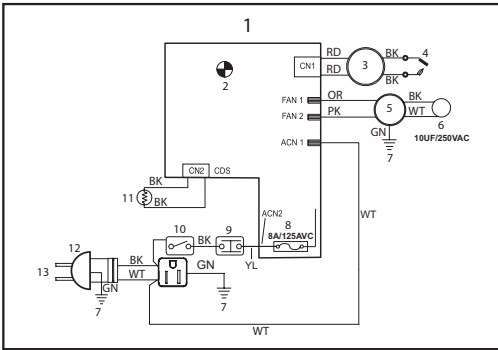 1
RD
BK
4
CN1
3
RD
BK
2
FAN 1
OR
BK
5
FAN 2
PK
WT
6
GN
10UF/250VAC
ACN 1
7
CN2
CDS
BK
11
BK
WT
10
9
ACN2
8
8A/125AVC
BK
12
YL
13
BK
GN
WT
GN
7
7
WT